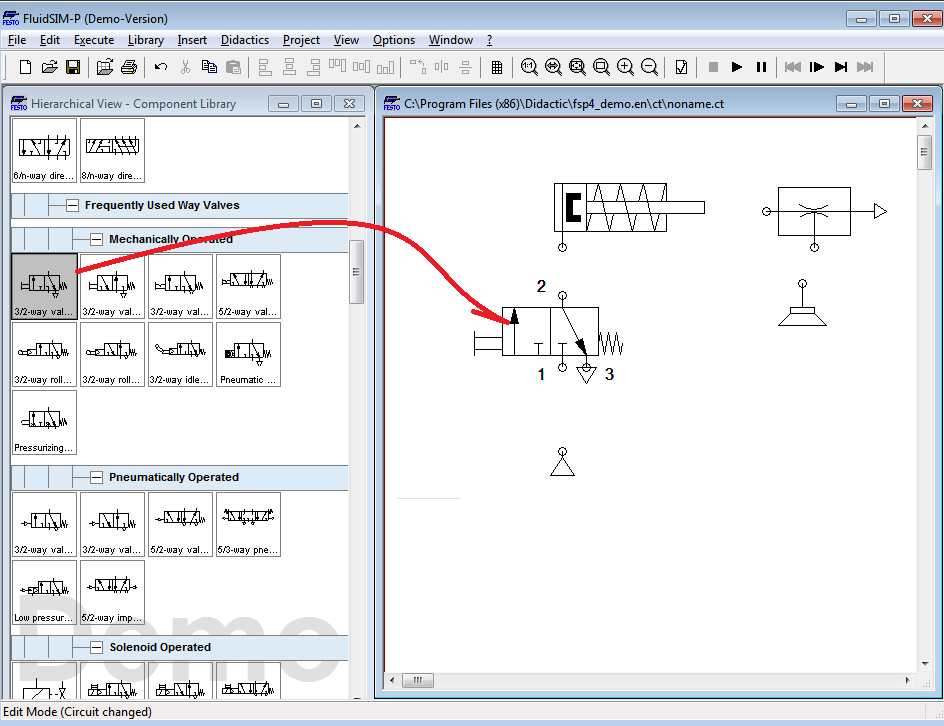 FluidSIM-P (Demo-Version)
File Edit Execute Library Insert Didactics Project View Options Window ?
FESTO Hierarchical View - Component Library
FESTO C:\Program Files (x86)\Didactic\fsp4_demo.en\ct\noname.ct
6/n-way dire... 8/n-way dire...
Frequently Used Way Valves
Mechanically Operated
3/2-way val... 3/2-way val... 3/2-way val... 5/2-way val...
3/2-way roll... 3/2-way roll... 3/2-way idle... Pneumatic ...
Pressurizing...
Pneumatically Operated
3/2-way val... 3/2-way val... 5/2-way val... 5/3-way pne...
Low pressur... 5/2-way imp...
Solenoid Operated
Demo
2
1
3
Edit Mode (Circuit changed)